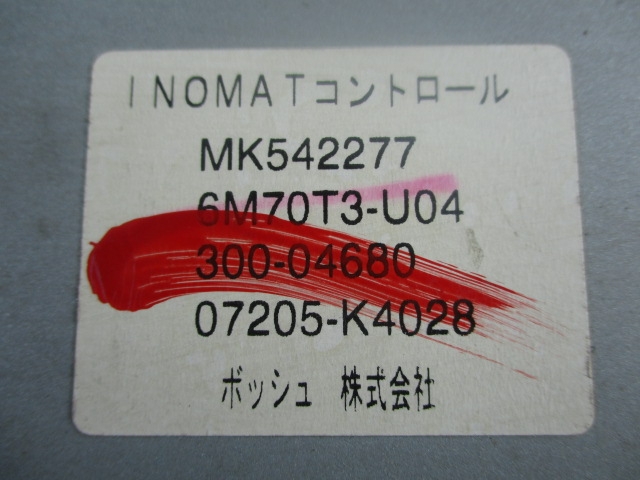 INOMATコントロール
MK542277
6M70T3-U04
300-04680
07205-K4028
ボッシュ 株式会社